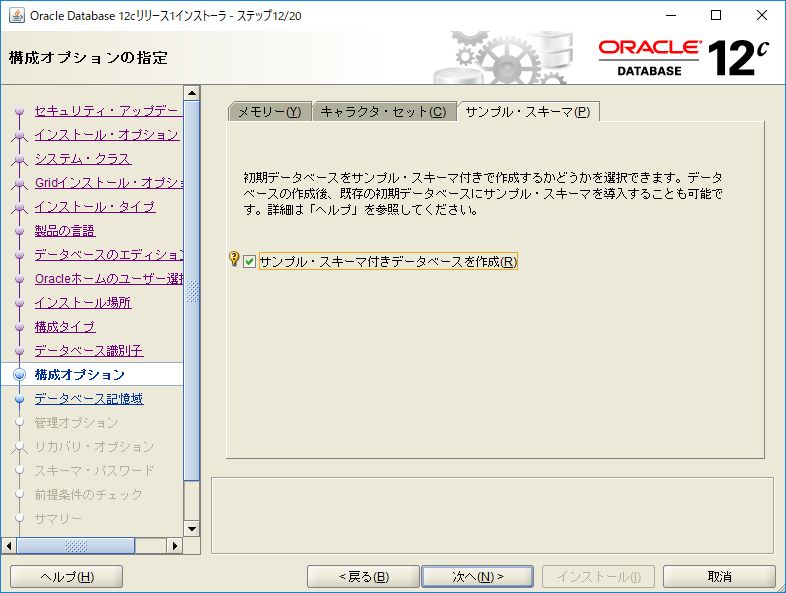 Oracle Database 12cリリース1インストーラ - ステップ12/20
構成オプションの指定
ORACLE
DATABASE
12c
セキュリティ・アップデー
インストール・オプション
システム・クラス
Gridインストール・オプシ
インストール・タイプ
製品の言語
データベースのエディション
Oracleホームのユーザー選択
インストール場所
構成タイプ
データベース識別子
構成オプション
データベース記憶域
管理オプション
リカバリ・オプション
スキーマ・パスワード
前提条件のチェック
サマリー
メモリー(Y)
キャラクタ・セット(C)
サンプル・スキーマ(P)
初期データベースをサンプル・スキーマ付きで作成するかどうかを選択できます。データ
ベースの作成後、既存の初期データベースにサンプル・スキーマを導入することも可能で
す。詳細は「ヘルプ」を参照してください。
サンプル・スキーマ付きデータベースを作成(R)
ヘルプ(H)
<戻る(B)
次へ(N)>
インストール(I)
取消